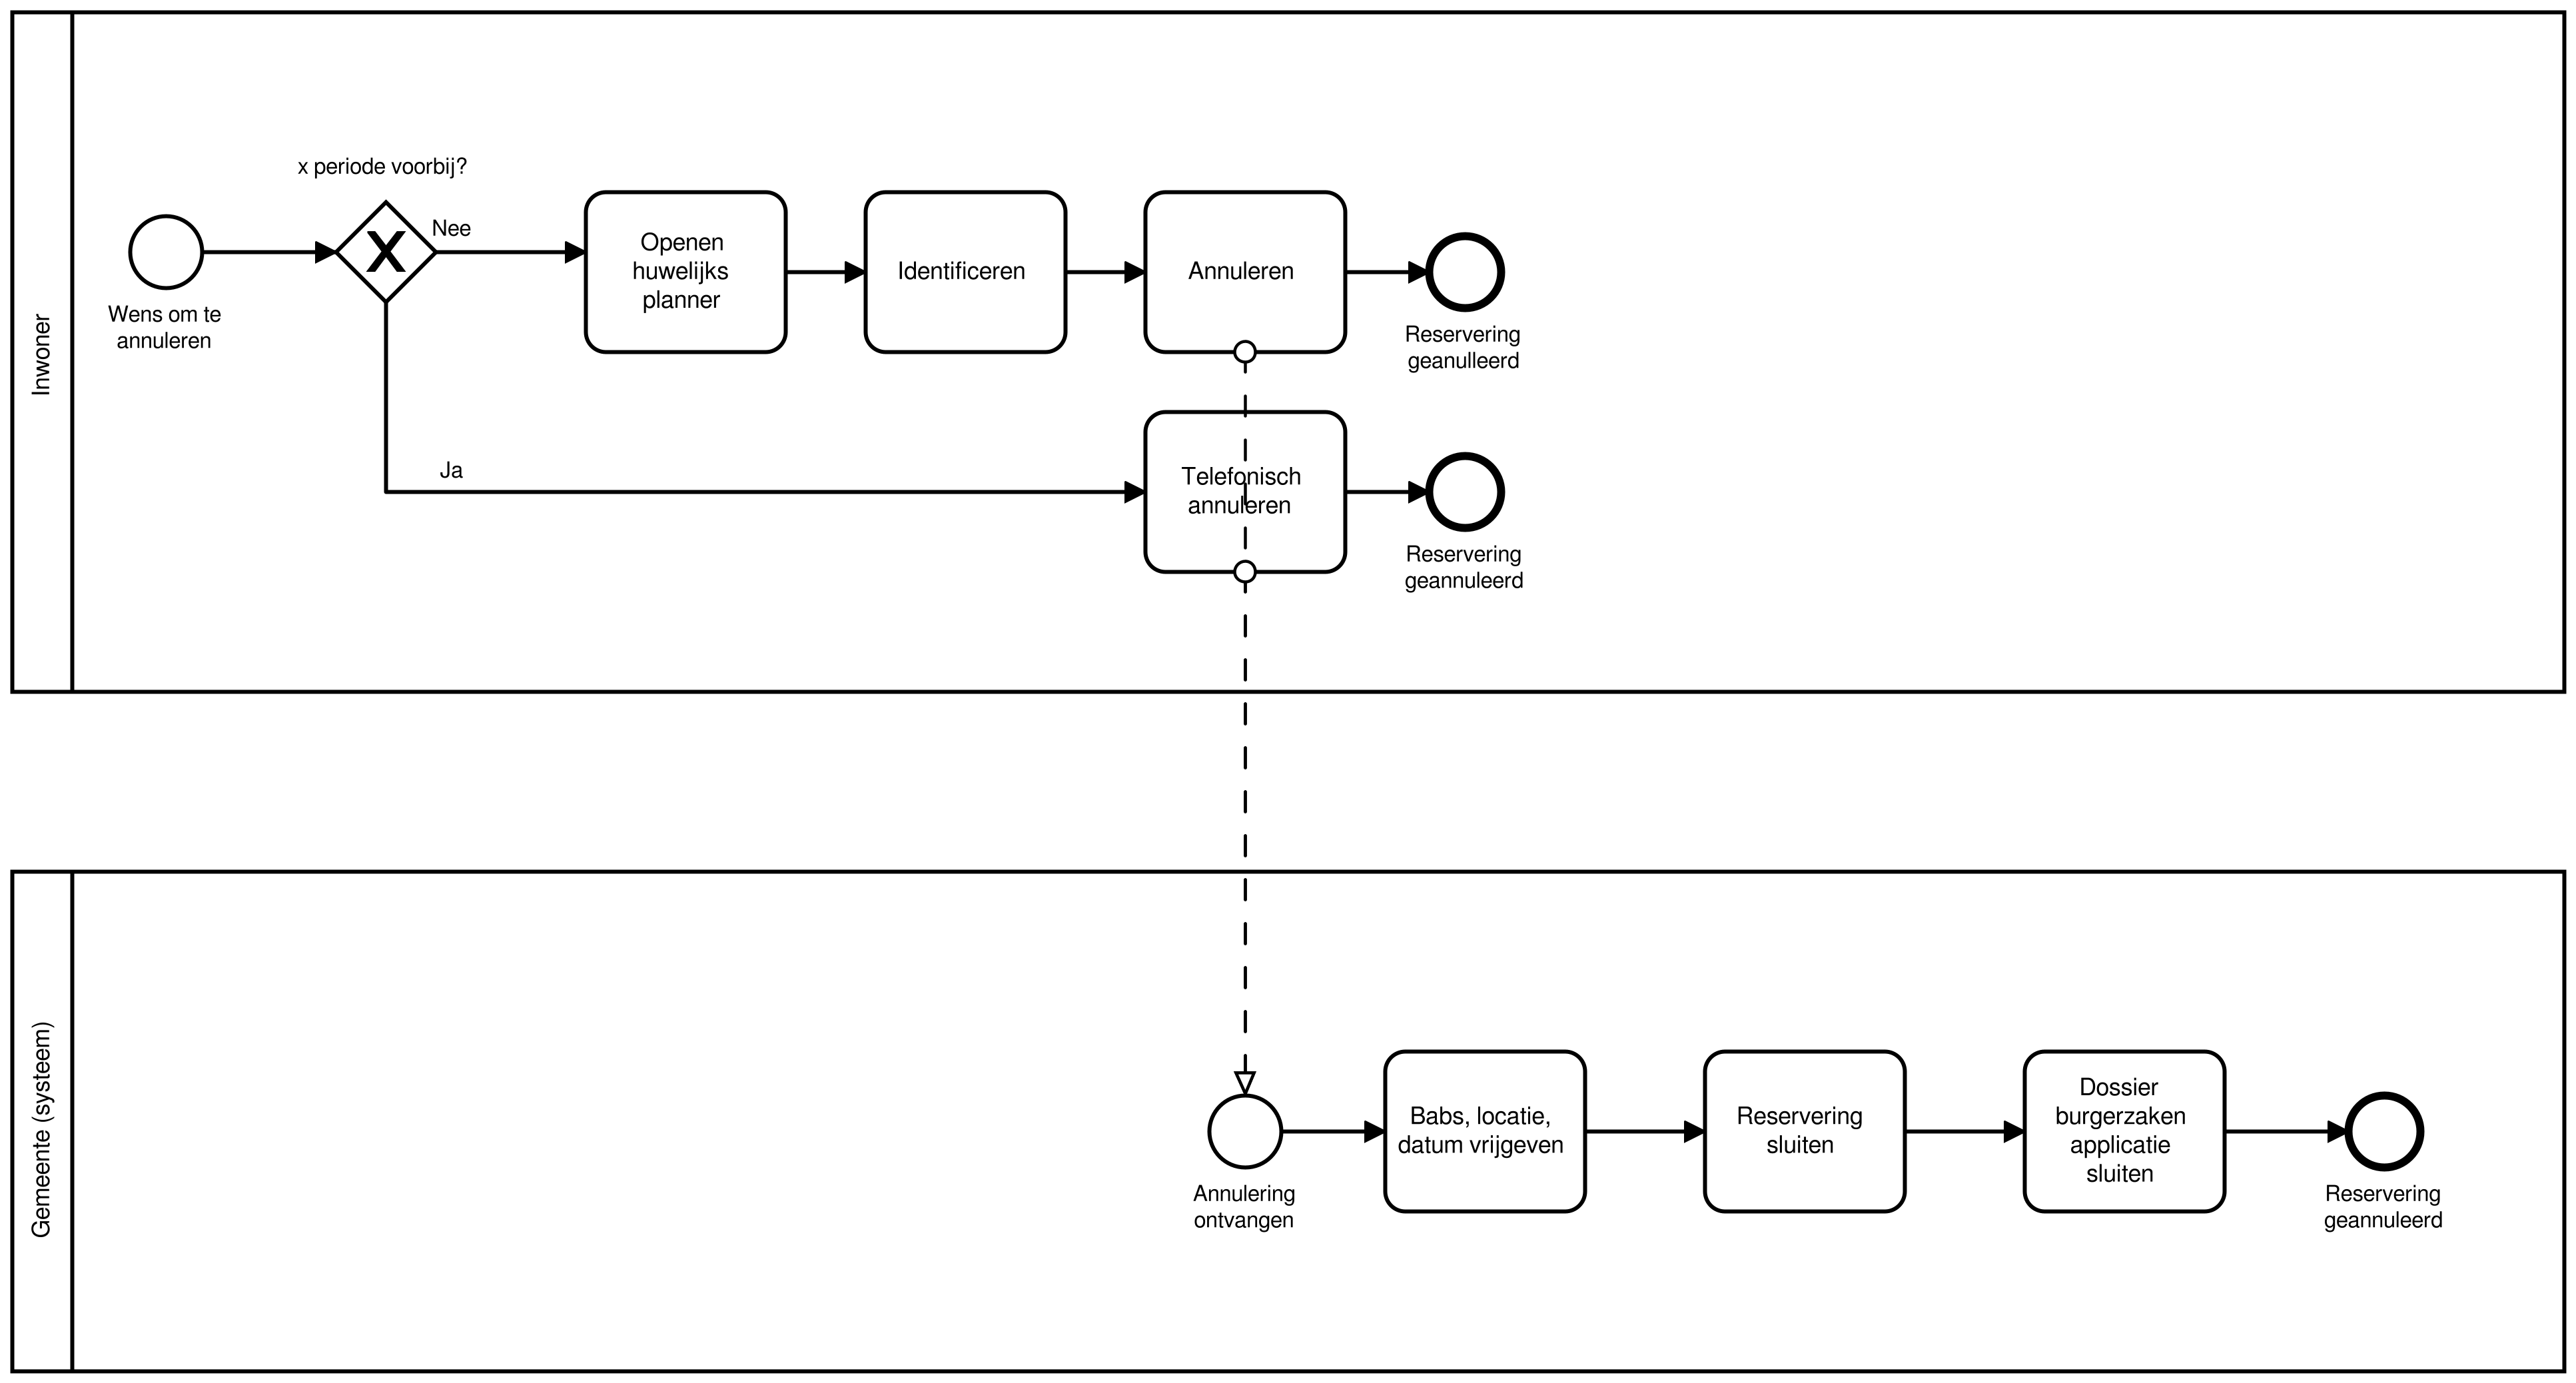 Inwoner
x periode voorbij?
Nee
Wens om te
annuleren
Openen
huwelijks
planner
Identificeren
Annuleren
Reservering
geanulleerd
Ja
Telefonisch
annuleren
Reservering
geannuleerd
Gemeente (systeem)
Annulering
ontvangen
Babs, locatie,
datum vrijgeven
Reservering
sluiten
Dossier
burgerzaken
applicatie
sluiten
Reservering
geannuleerd